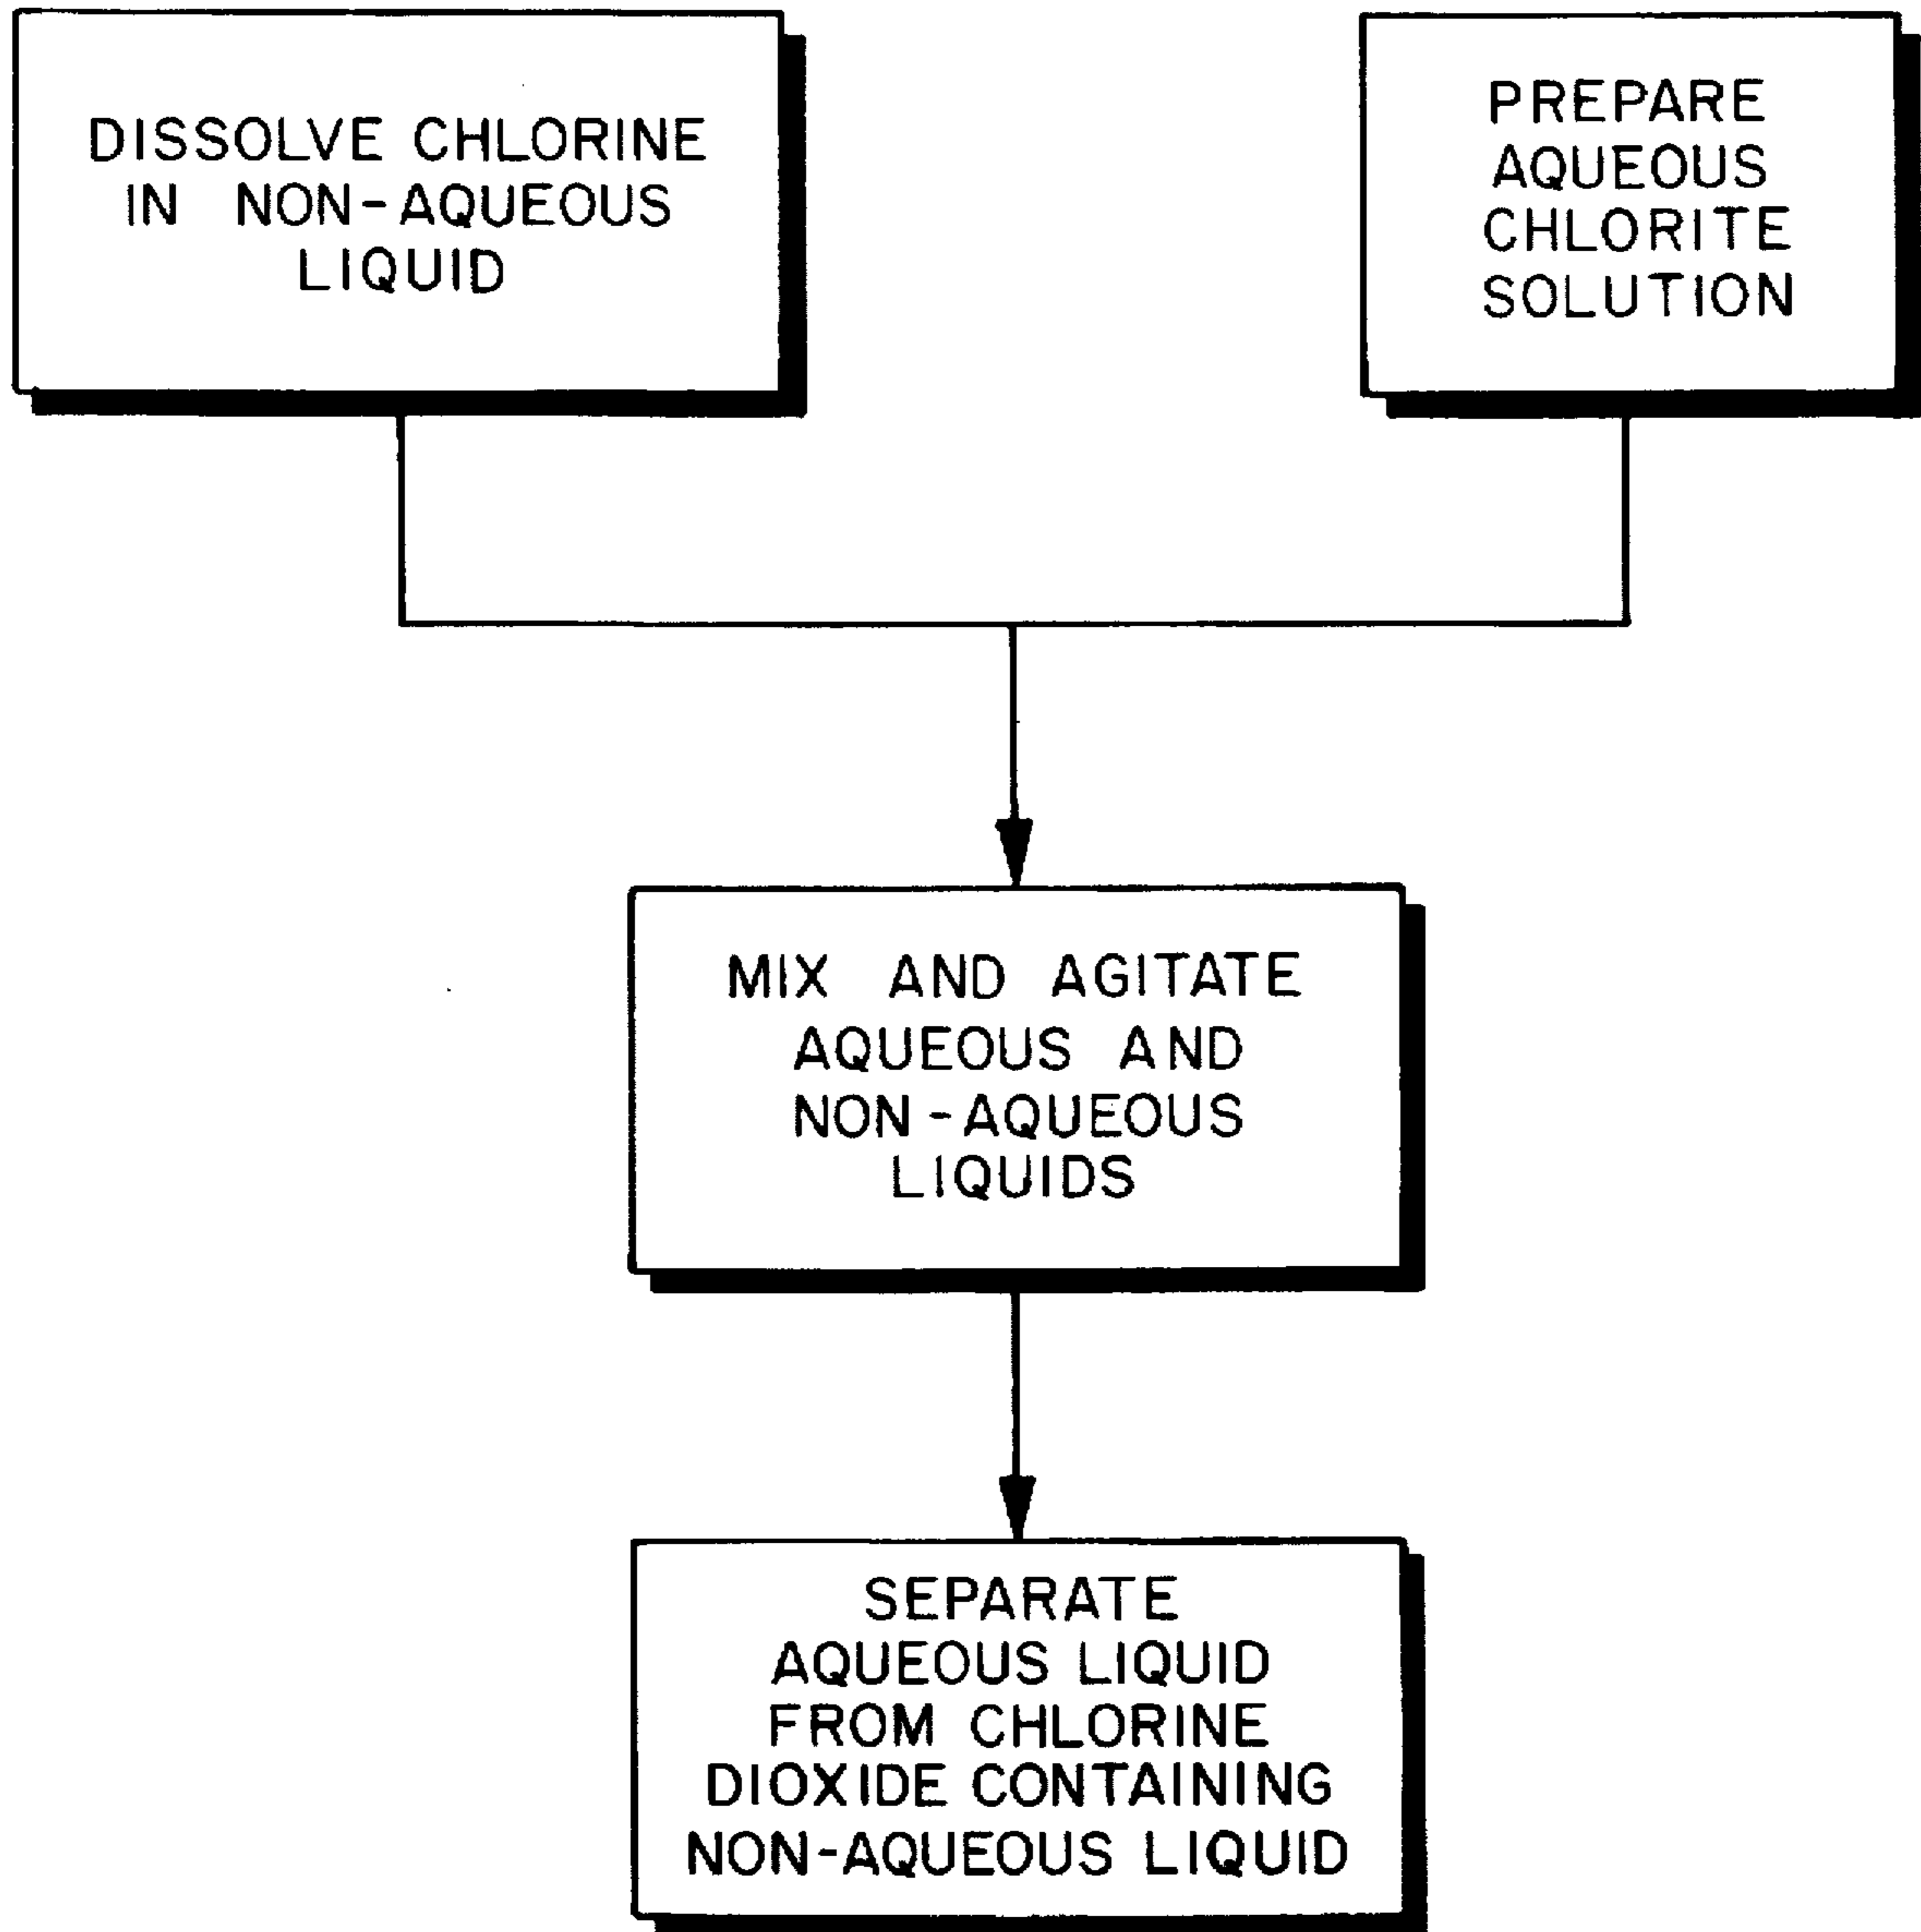 DISSOLVE CHLORINE
IN NON-AQUEOUS
LIQUID
PREPARE
AQUEOUS
CHLORITE
SOLUTION
MIX AND AGITATE
AQUEOUS AND
NON-AQUEOUS
LIQUIDS
SEPARATE
AQUEOUS LIQUID
FROM CHLORINE
DIOXIDE CONTAINING
NON-AQUEOUS LIQUID